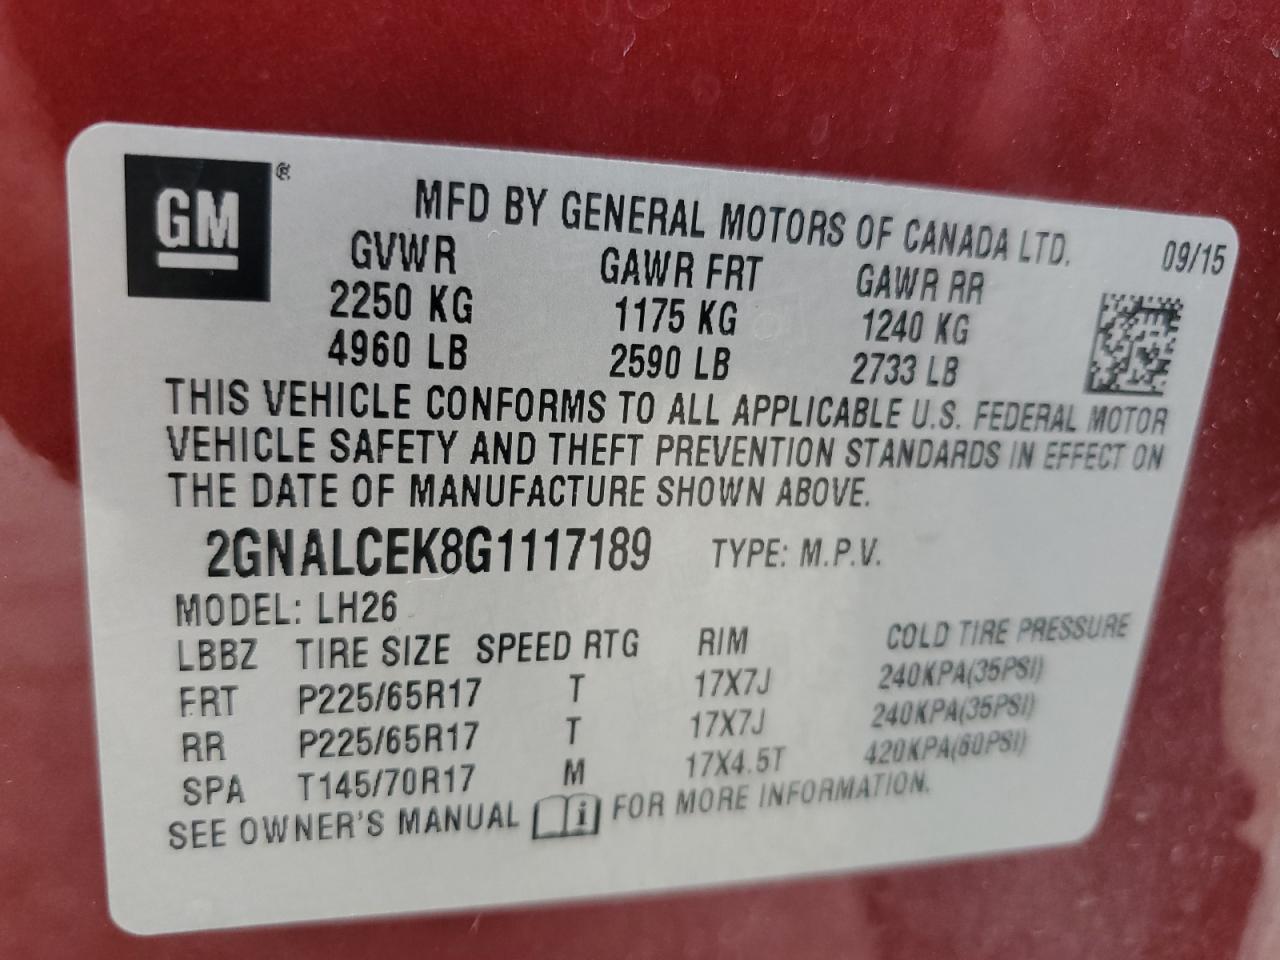 GM ®
MFD BY GENERAL MOTORS OF CANADA LTD.
09/15
GVWR GAWR FRT GAWR RR
2250 KG 1175 KG 1240 KG
4960 LB 2590 LB 2733 LB
THIS VEHICLE CONFORMS TO ALL APPLICABLE U.S. FEDERAL MOTOR
VEHICLE SAFETY AND THEFT PREVENTION STANDARDS IN EFFECT ON
THE DATE OF MANUFACTURE SHOWN ABOVE.
2GNALCEK8G1117189 TYPE: M.P.V.
MODEL: LH26
LBBZ TIRE SIZE SPEED RTG RIM COLD TIRE PRESSURE
FRT P225/65R17 T 17X7J 240KPA(35PSI)
RR P225/65R17 T 17X7J 240KPA(35PSI)
SPA T145/70R17 M 17X4.5T 420KPA(60PSI)
SEE OWNER'S MANUAL i FOR MORE INFORMATION.